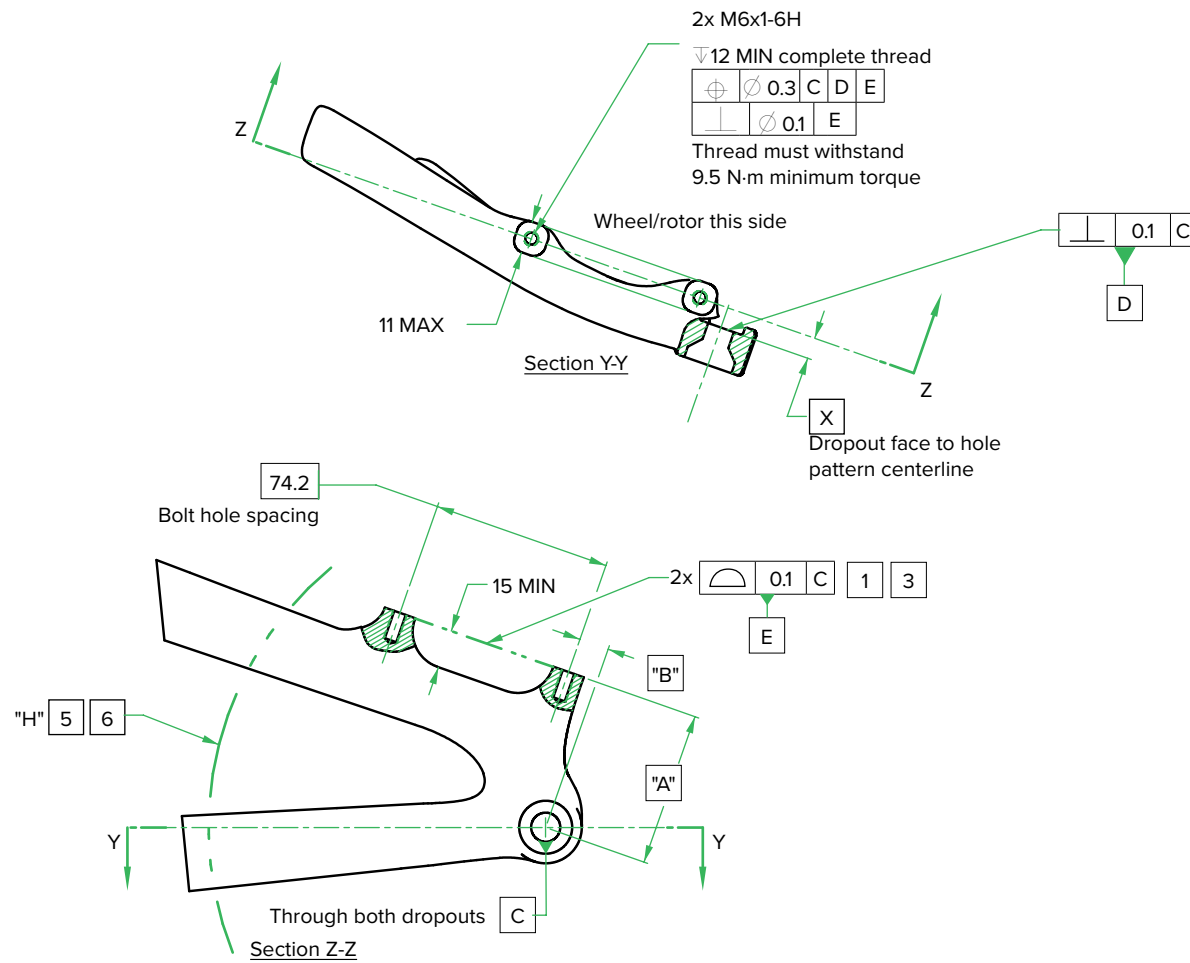 2x M6x1-6H
↧12 MIN complete thread
⌖ ∅ 0.3 C D E
⟂ ∅ 0.1 E
Thread must withstand
9.5 N·m minimum torque
Z
Wheel/rotor this side
⟂ 0.1 C
D
11 MAX
Section Y-Y
Z
X
Dropout face to hole
pattern centerline
74.2
Bolt hole spacing
15 MIN
2x ⌓ 0.1 C 1 3
E
"B"
"H" 5 6
"A"
Y
Y
Through both dropouts C
Section Z-Z